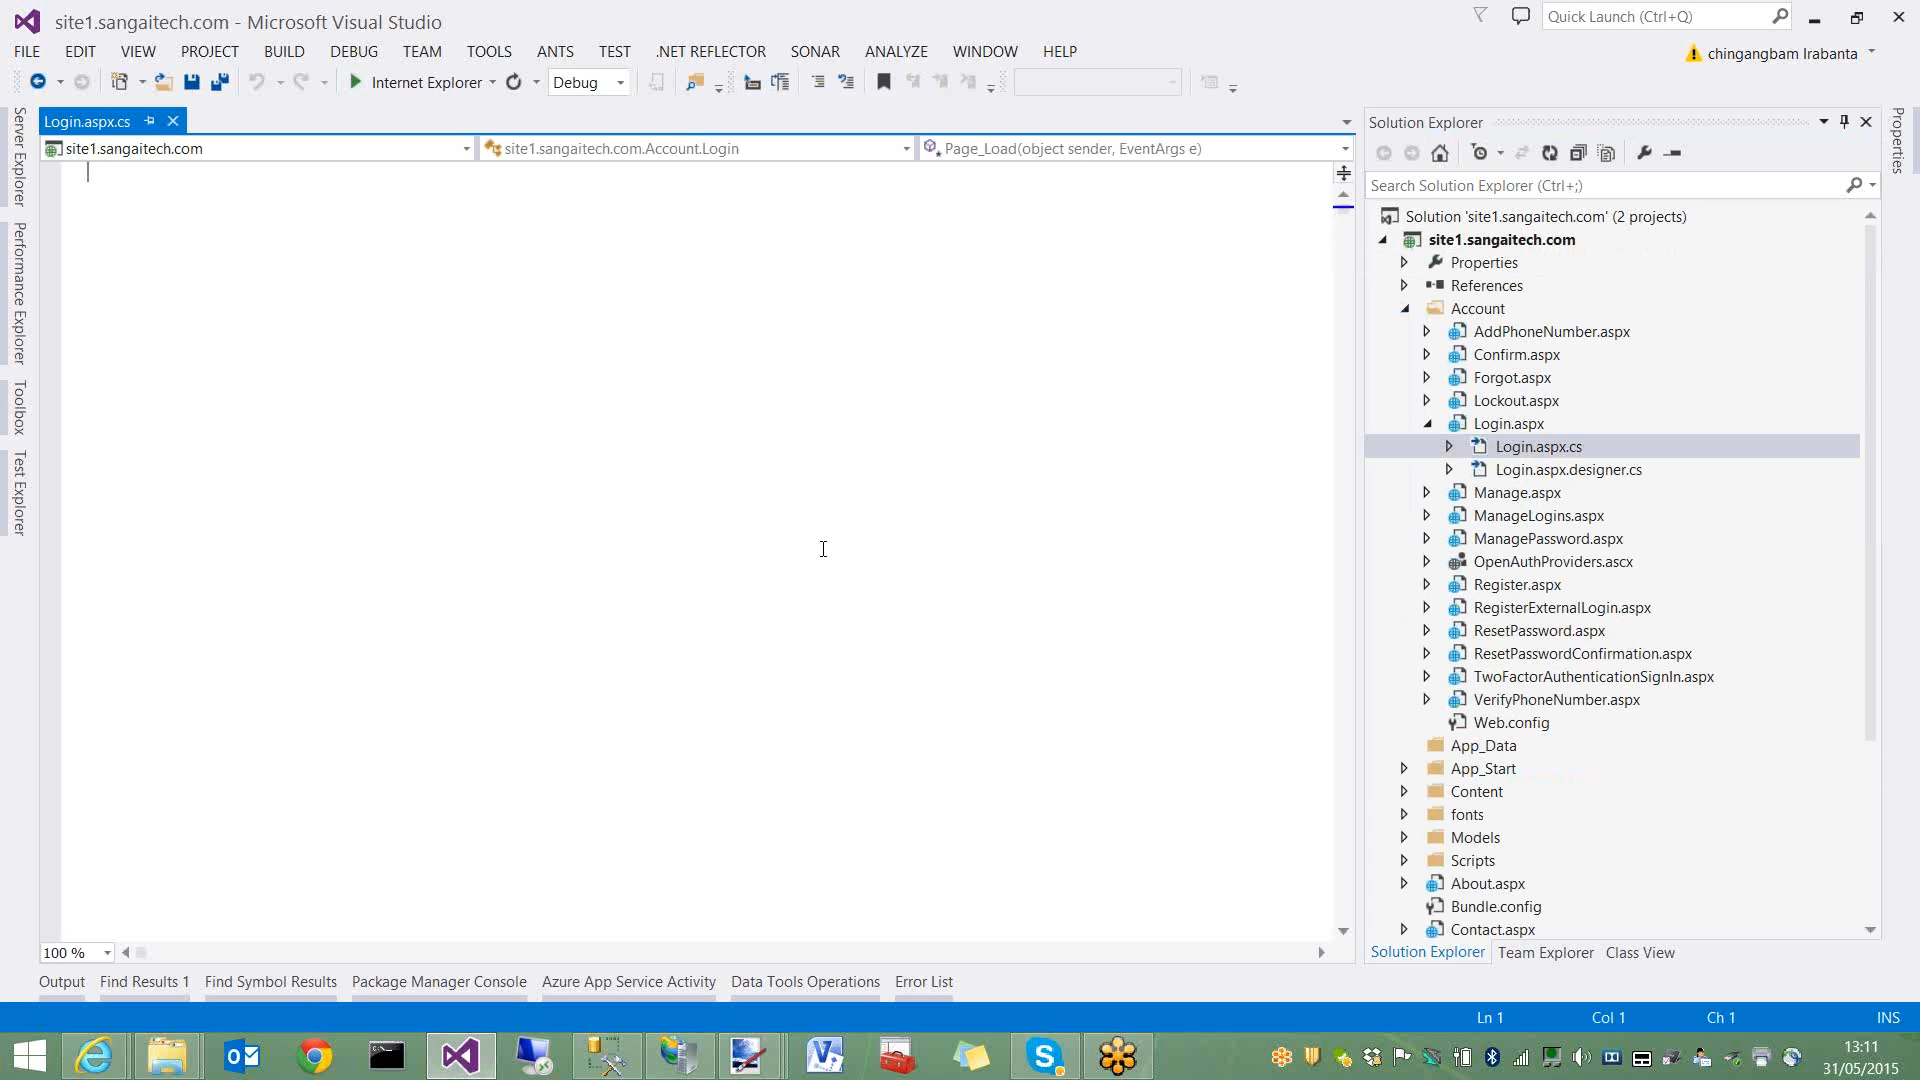 site1.sangaitech.com - Microsoft Visual Studio
Quick Launch (Ctrl+Q)
FILE EDIT VIEW PROJECT BUILD DEBUG TEAM TOOLS ANTS TEST .NET REFLECTOR SONAR ANALYZE WINDOW HELP
chingangbam Irabanta
Internet Explorer
Debug
Server Explorer
Performance Explorer
Toolbox
Test Explorer
Login.aspx.cs
site1.sangaitech.com
site1.sangaitech.com.Account.Login
Page_Load(object sender, EventArgs e)
100 %
Solution Explorer
Search Solution Explorer (Ctrl+;)
Solution 'site1.sangaitech.com' (2 projects)
site1.sangaitech.com
Properties
References
Account
AddPhoneNumber.aspx
Confirm.aspx
Forgot.aspx
Lockout.aspx
Login.aspx
Login.aspx.cs
Login.aspx.designer.cs
Manage.aspx
ManageLogins.aspx
ManagePassword.aspx
OpenAuthProviders.ascx
Register.aspx
RegisterExternalLogin.aspx
ResetPassword.aspx
ResetPasswordConfirmation.aspx
TwoFactorAuthenticationSignIn.aspx
VerifyPhoneNumber.aspx
Web.config
App_Data
App_Start
Content
fonts
Models
Scripts
About.aspx
Bundle.config
Contact.aspx
Solution Explorer Team Explorer Class View
Properties
Output Find Results 1 Find Symbol Results Package Manager Console Azure App Service Activity Data Tools Operations Error List
Ln 1 Col 1 Ch 1 INS
13:11
31/05/2015